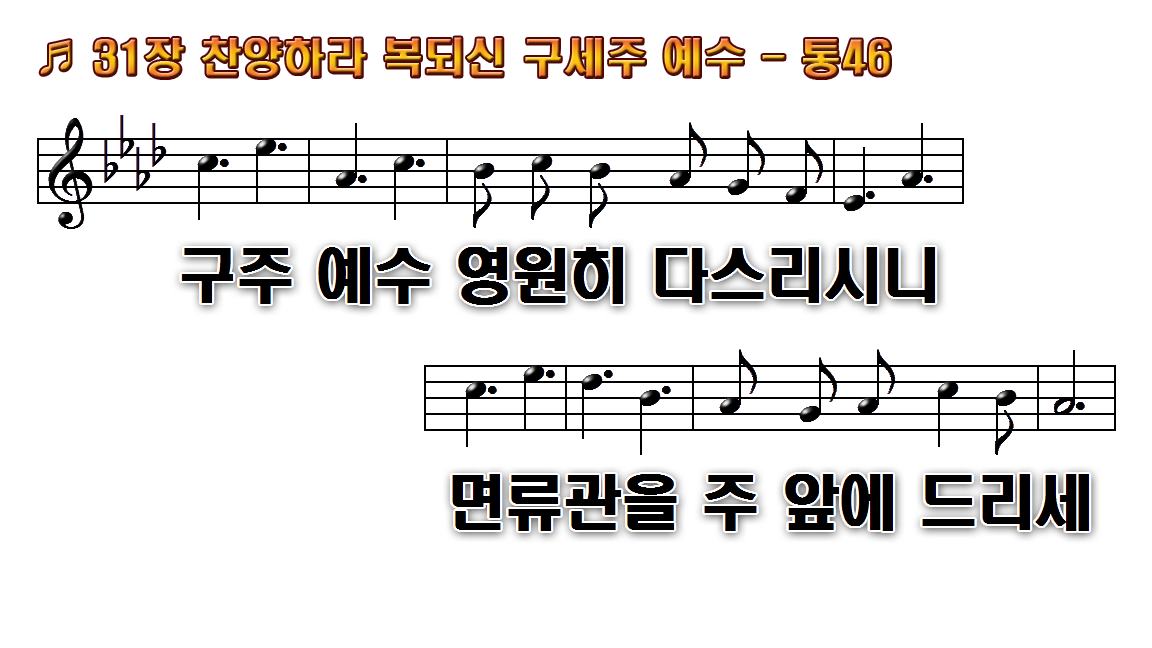 ♬ 31장 찬양하라 복되신 구세주 예수 - 통46
구주 예수 영원히 다스리시니
면류관을 주 앞에 드리세